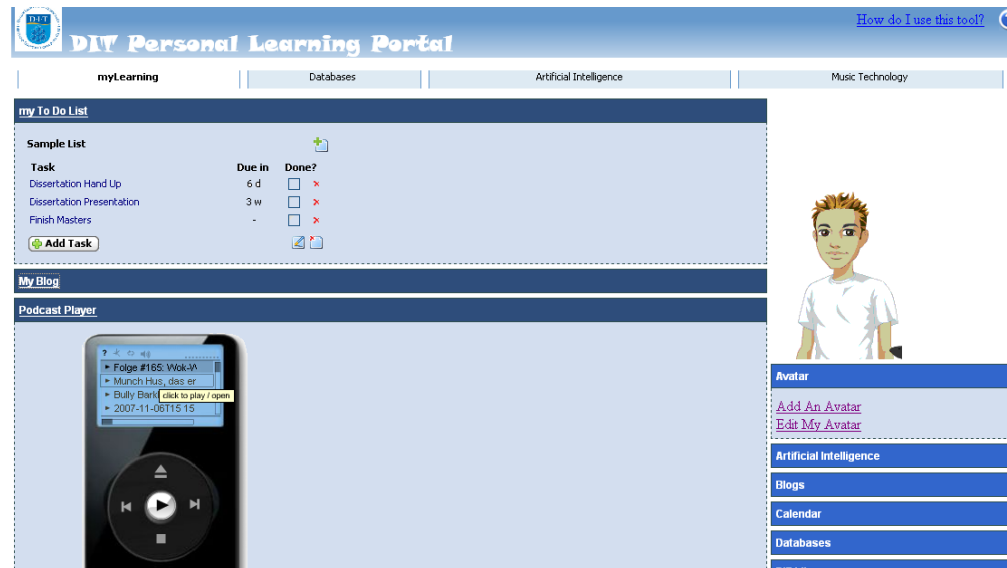 How do I use this tool?
DIT
DIT Personal Learning Portal
myLearning Databases Artificial Intelligence Music Technology
my To Do List
Sample List
Task Due in Done?
Dissertation Hand Up 6 d
Dissertation Presentation 3 w
Finish Masters -
Add Task
My Blog
Podcast Player
?
Folge #165: Wok-W
Munch Hus, das er
Bully Bark
click to play / open
2007-11-06T15 15
Avatar
Add An Avatar
Edit My Avatar
Artificial Intelligence
Blogs
Calendar
Databases